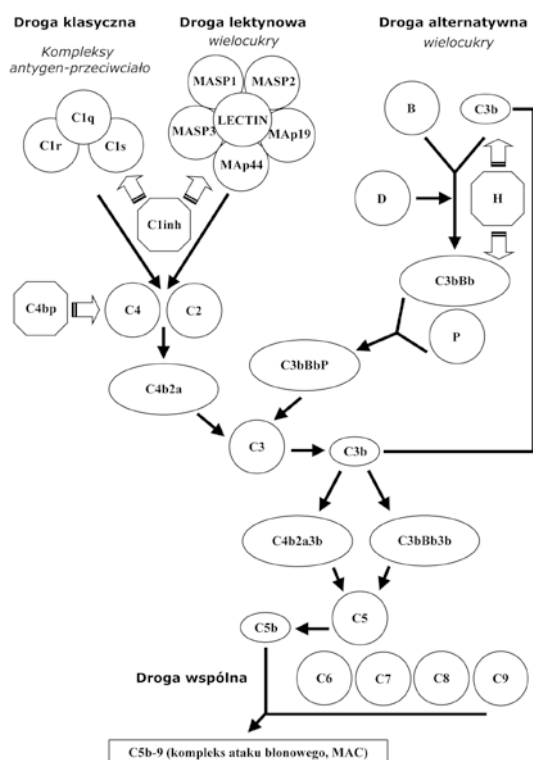 Droga klasyczna
Kompleksy
antygen-przeciwciało
Droga lektynowa
wielocukry
Droga alternatywna
wielocukry
MASP1
MASP2
C1q
LECTIN
C1r
C1s
MASP3
MAp19
MAp44
B
C3b
D
H
C1inh
C4bp
C4
C2
C3bBb
P
C4b2a
C3bBbP
C3
C3b
C4b2a3b
C3bBb3b
C5
C5b
Droga wspólna
C6
C7
C8
C9
C5b-9 (kompleks ataku błonowego, MAC)